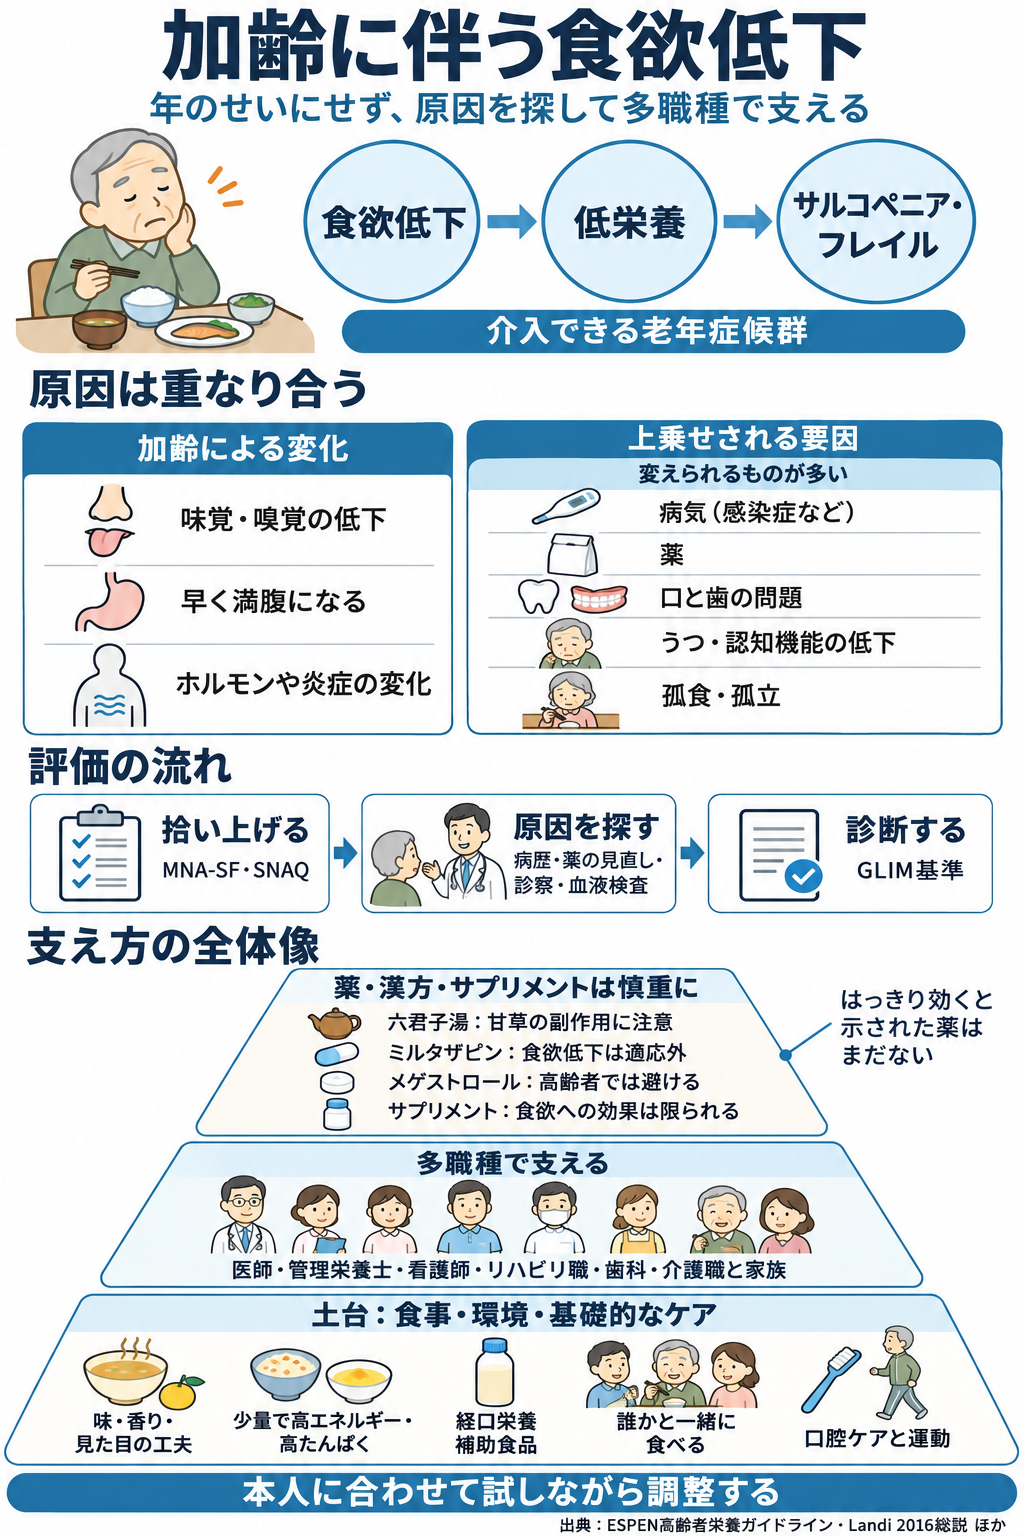 加齢に伴う食欲低下
年のせいにせず、原因を探して多職種で支える
食欲低下
低栄養
サルコペニア・
フレイル
介入できる老年症候群
原因は重なり合う
加齢による変化
味覚・嗅覚の低下
早く満腹になる
ホルモンや炎症の変化
上乗せされる要因
変えられるものが多い
病気（感染症など）
薬
口と歯の問題
うつ・認知機能の低下
孤食・孤立
評価の流れ
拾い上げる
MNA-SF・SNAQ
原因を探す
病歴・薬の見直し・
診察・血液検査
診断する
GLIM基準
支え方の全体像
薬・漢方・サプリメントは慎重に
六君子湯：甘草の副作用に注意
ミルタザピン：食欲低下は適応外
メゲストロール：高齢者では避ける
サプリメント：食欲への効果は限られる
はっきり効くと
示された薬は
まだない
多職種で支える
医師・管理栄養士・看護師・リハビリ職・歯科・介護職と家族
土台：食事・環境・基礎的なケア
味・香り・
見た目の工夫
少量で高エネルギー・
高たんぱく
経口栄養
補助食品
誰かと一緒に
食べる
口腔ケアと運動
本人に合わせて試しながら調整する
出典：ESPEN高齢者栄養ガイドライン・Landi 2016総説 ほか